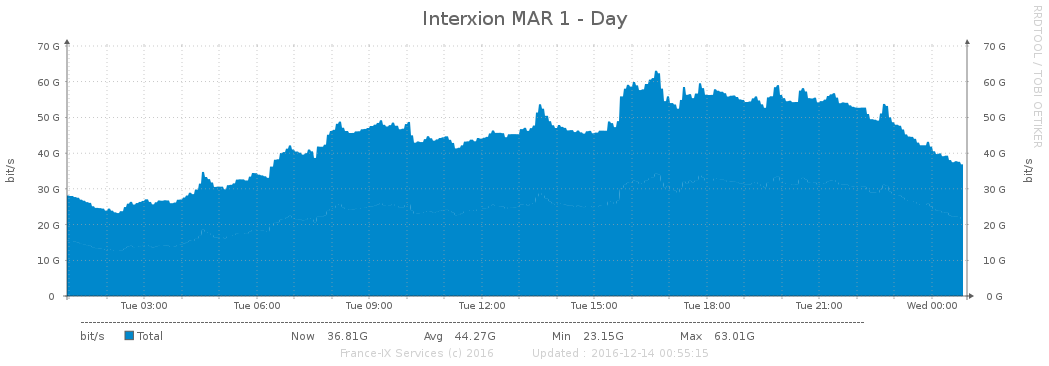 Interxion MAR 1 - Day
RRDTOOL / TOBI OETIKER
bit/s
bit/s
70 G 70 G
60 G 60 G
50 G 50 G
40 G 40 G
30 G 30 G
20 G 20 G
10 G 10 G
0 0 G
Tue 03:00 Tue 06:00 Tue 09:00 Tue 12:00 Tue 15:00 Tue 18:00 Tue 21:00 Wed 00:00
bit/s Total Now 36.81G Avg 44.27G Min 23.15G Max 63.01G
France-IX Services (c) 2016 Updated : 2016-12-14 00:55:15